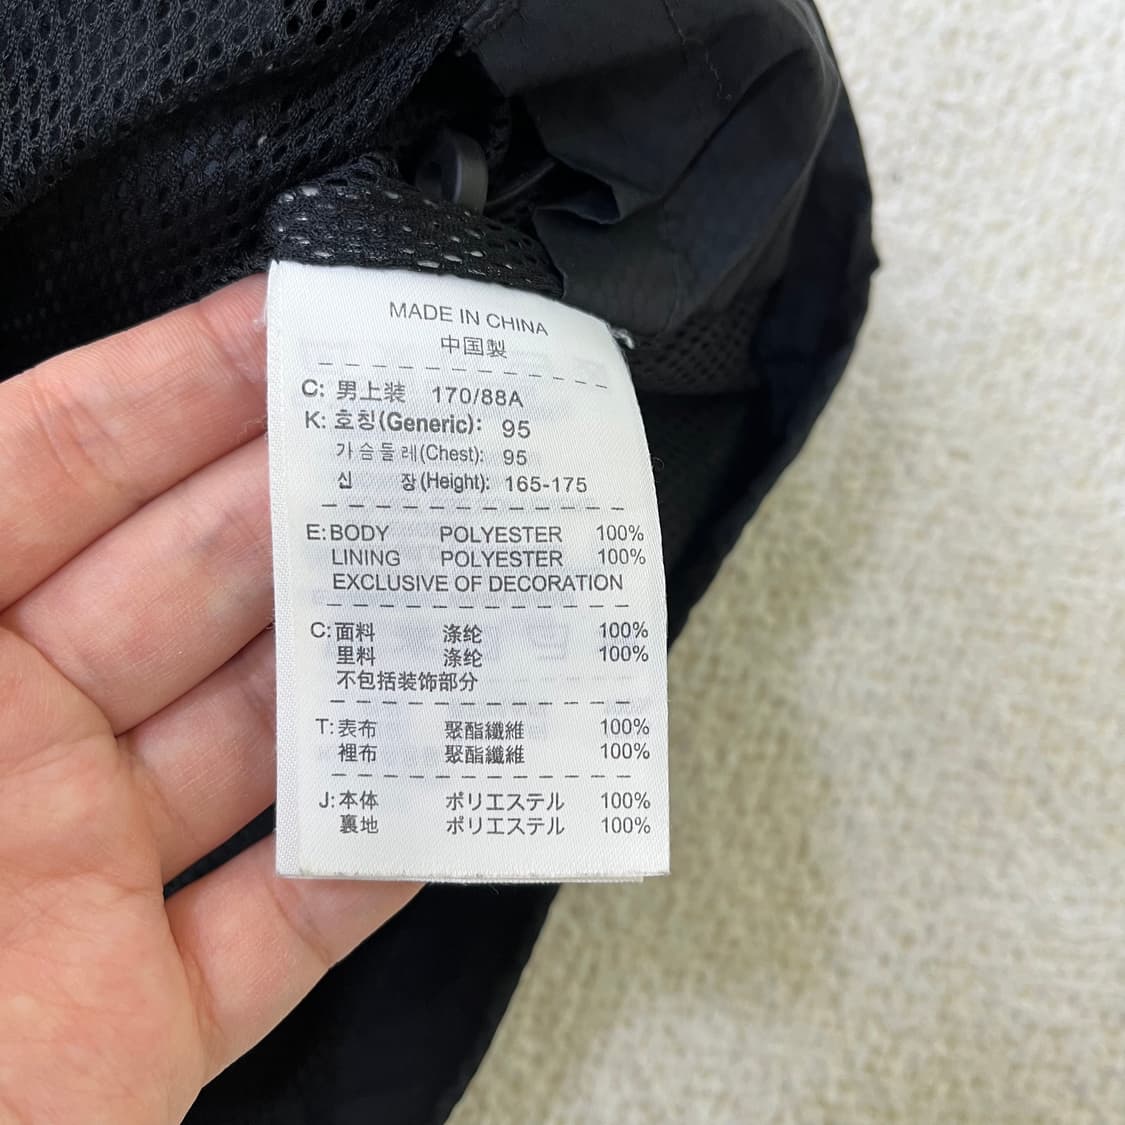 MADE IN CHINA
中国製
C: 男上装 170/88A
K: 호칭(Generic): 95
가슴둘레(Chest): 95
신 장(Height): 165-175
E: BODY POLYESTER 100%
LINING POLYESTER 100%
EXCLUSIVE OF DECORATION
C: 面料 涤纶 100%
里料 涤纶 100%
不包括装饰部分
T: 表布 聚酯纖維 100%
裡布 聚酯纖維 100%
J: 本体 ポリエステル 100%
裏地 ポリエステル 100%